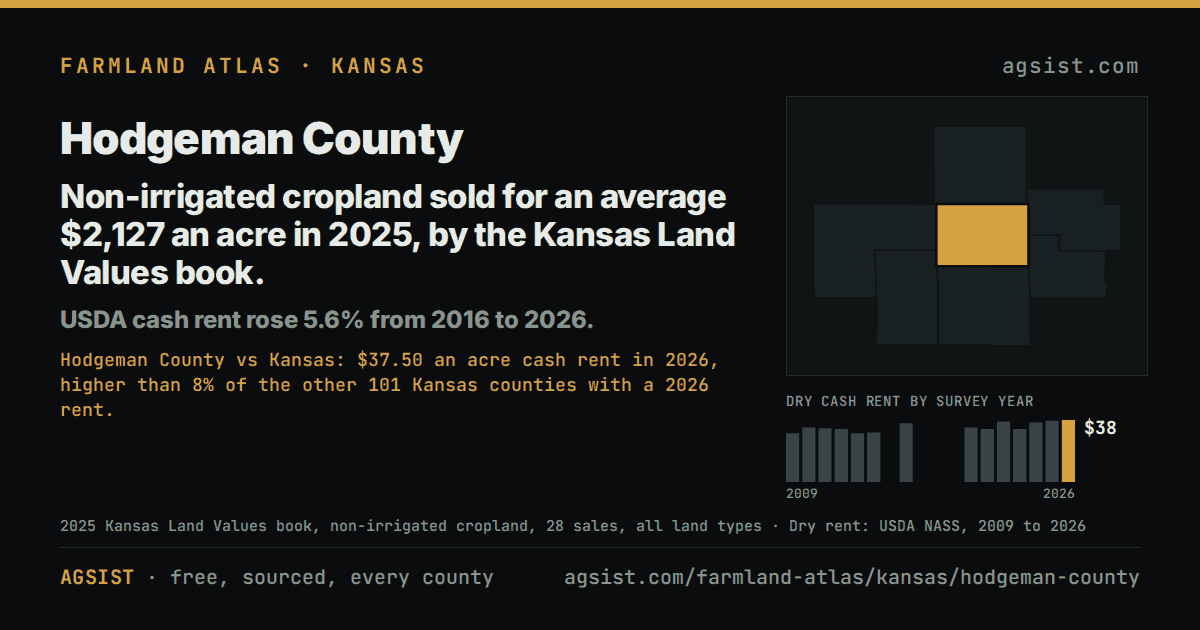 FARMLAND ATLAS · KANSAS
agsist.com
Hodgeman County
Non-irrigated cropland sold for an average
$2,127 an acre in 2025, by the Kansas Land
Values book.
USDA cash rent rose 5.6% from 2016 to 2026.
Hodgeman County vs Kansas: $37.50 an acre cash rent in 2026,
higher than 8% of the other 101 Kansas counties with a 2026
rent.
DRY CASH RENT BY SURVEY YEAR
$38
2009
2026
2025 Kansas Land Values book, non-irrigated cropland, 28 sales, all land types · Dry rent: USDA NASS, 2009 to 2026
AGSIST · free, sourced, every county
agsist.com/farmland-atlas/kansas/hodgeman-county